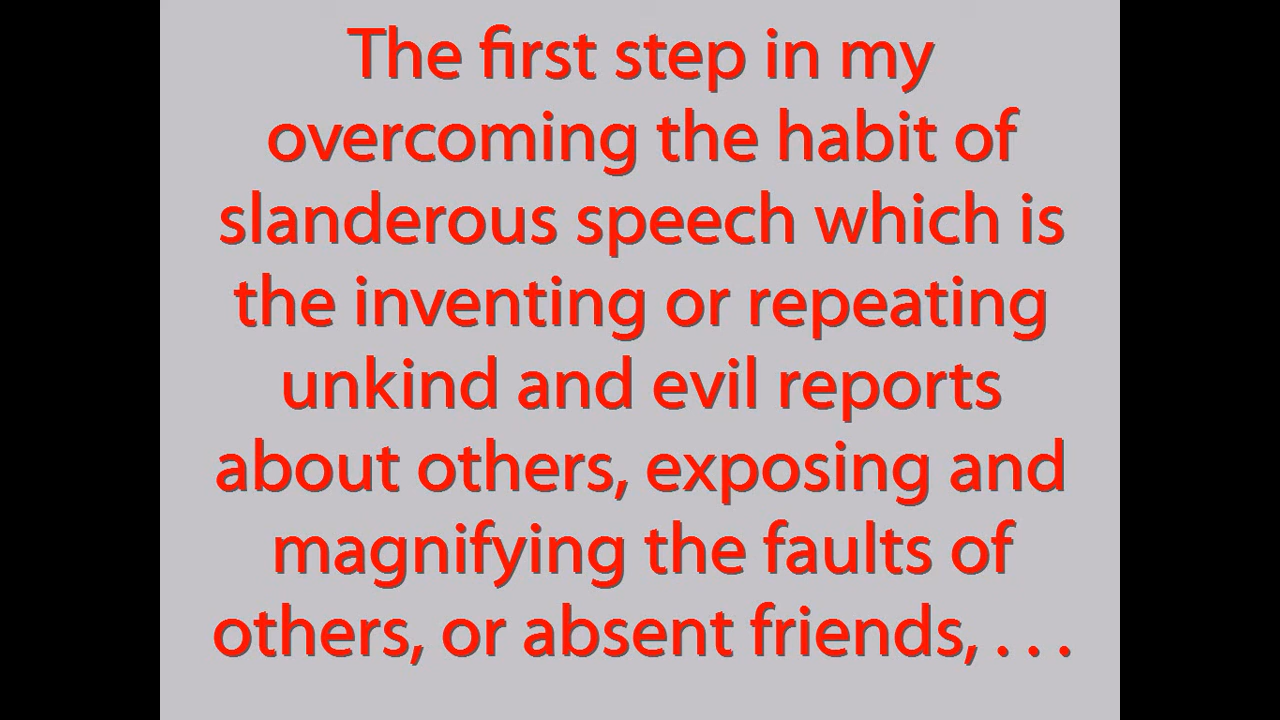 The first step in my
overcoming the habit of
slanderous speech which is
the inventing or repeating
unkind and evil reports
about others, exposing and
magnifying the faults of
others, or absent friends, . . .